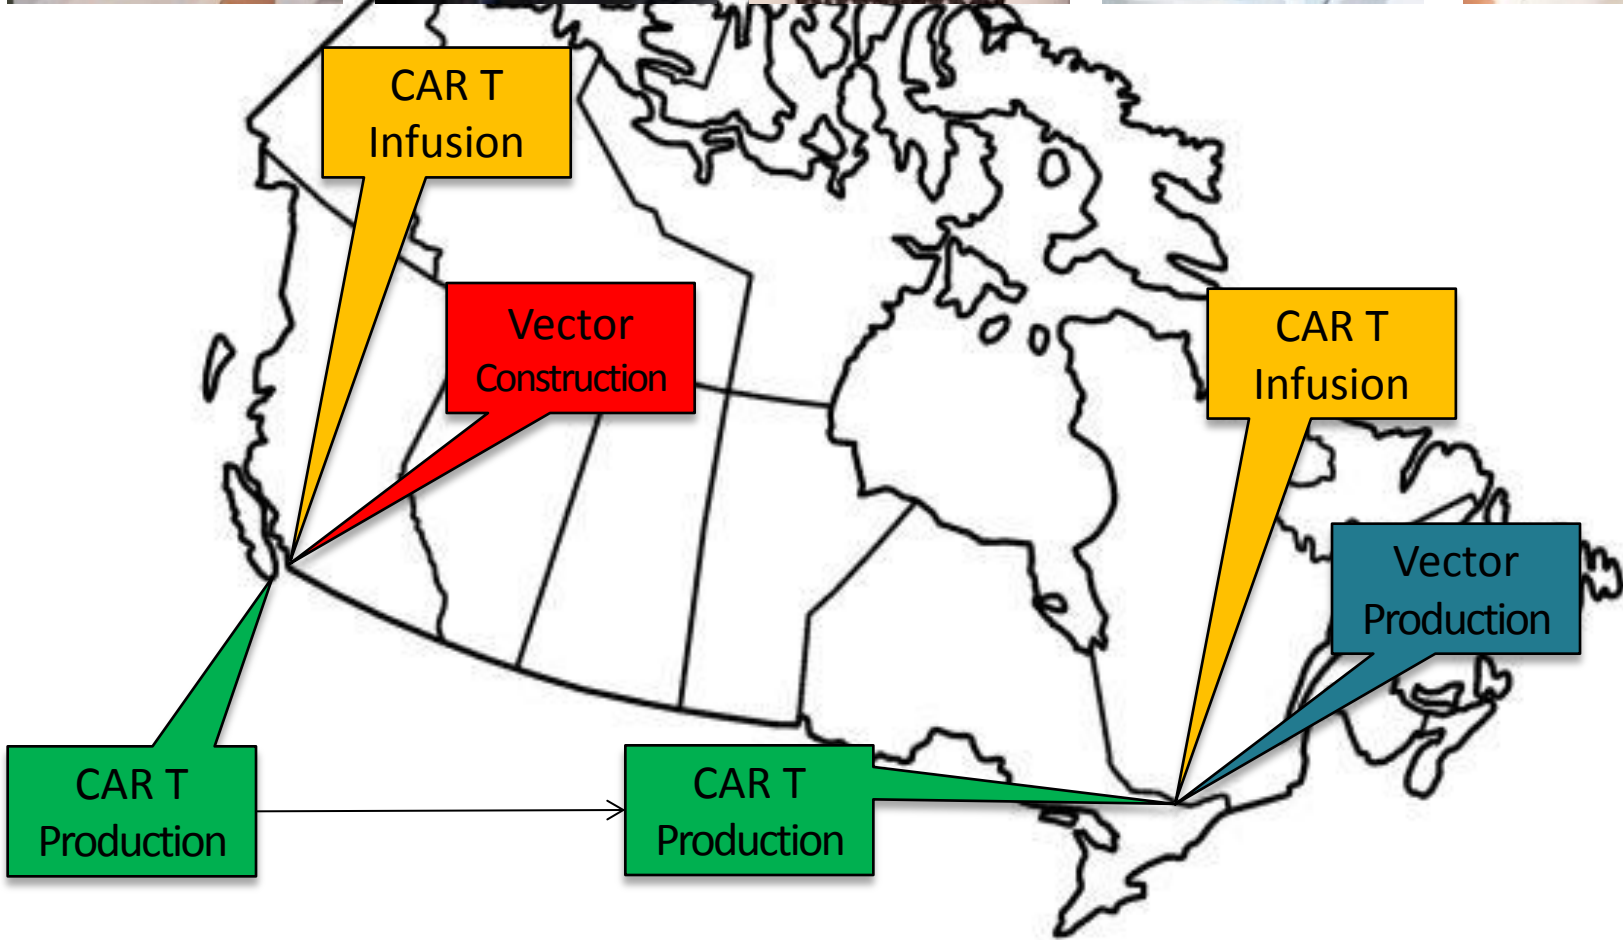 CAR T
Infusion
Vector
Construction
CAR T
Infusion
Vector
Production
CAR T
Production
CAR T
Production